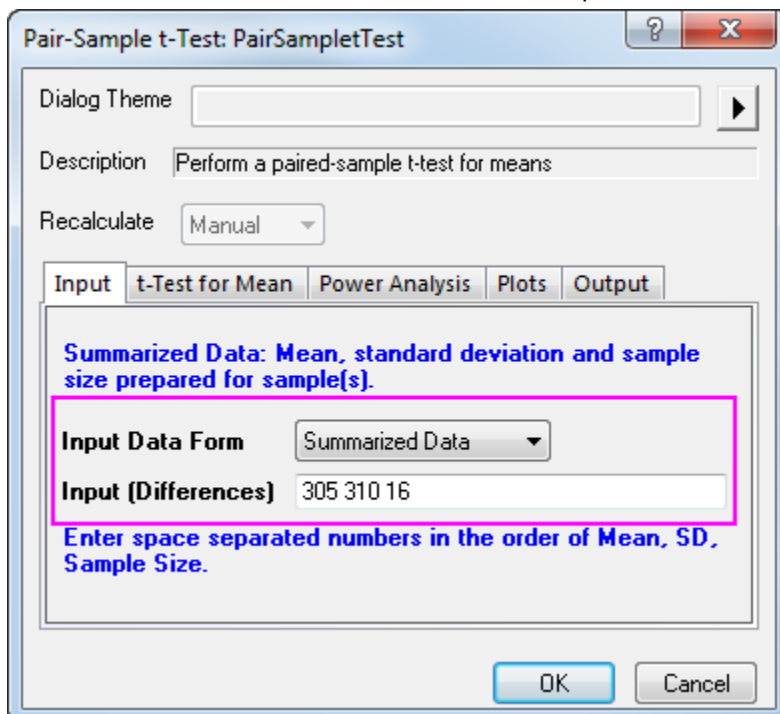 Pair-Sample t-Test: PairSampletTest
?
Dialog Theme
Description Perform a paired-sample t-test for means
Recalculate Manual
Input t-Test for Mean Power Analysis Plots Output
Summarized Data: Mean, standard deviation and sample
size prepared for sample(s).
Input Data Form Summarized Data
Input (Differences) 305 310 16
Enter space separated numbers in the order of Mean, SD,
Sample Size.
OK Cancel